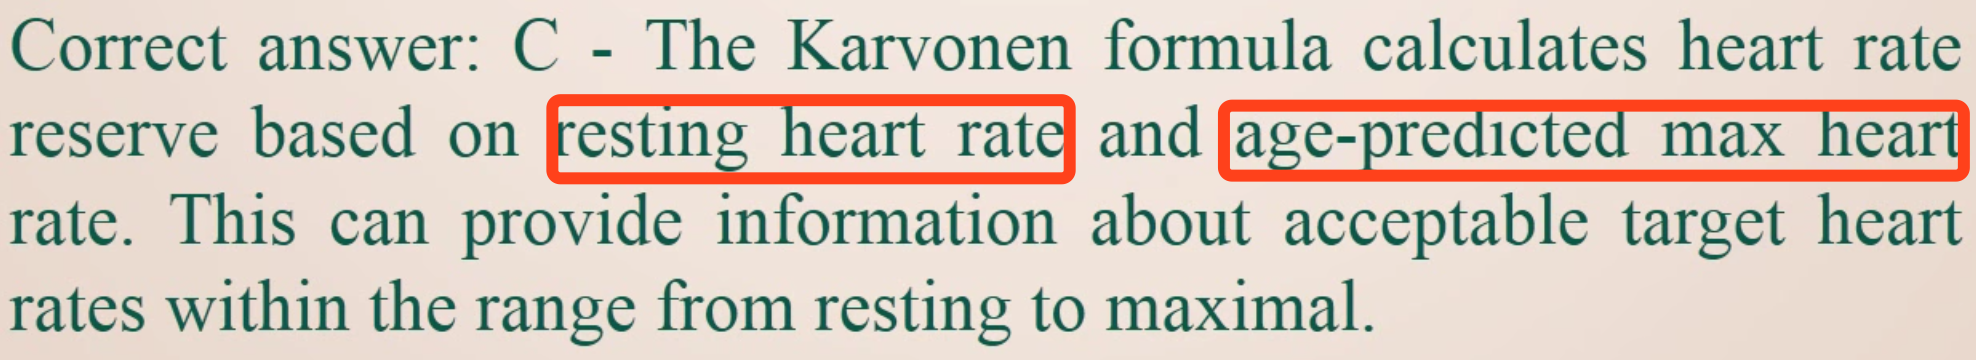 Correct answer: C - The Karvonen formula calculates heart rate
reserve based on resting heart rate and age-predicted max heart
rate. This can provide information about acceptable target heart
rates within the range from resting to maximal.